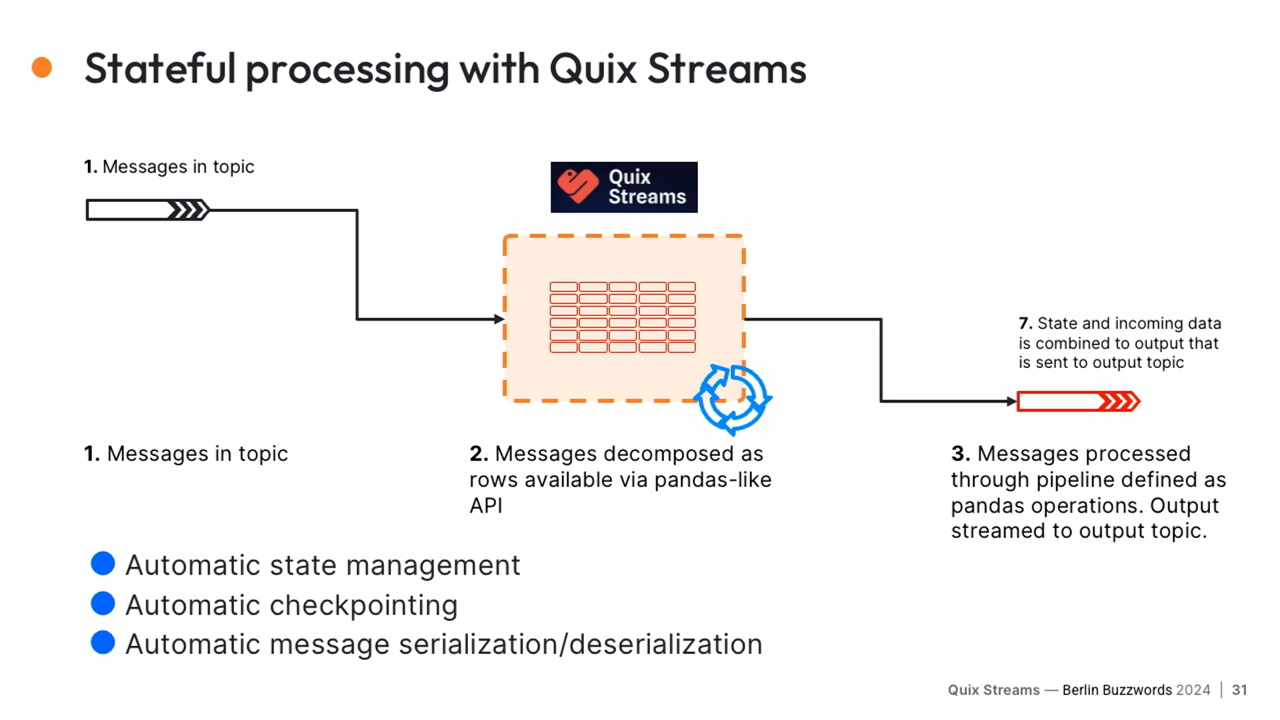 Stateful processing with Quix Streams
1. Messages in topic
Quix
Streams
7. State and incoming data
is combined to output that
is sent to output topic
1. Messages in topic
2. Messages decomposed as
rows available via pandas-like
API
3. Messages processed
through pipeline defined as
pandas operations. Output
streamed to output topic.
Automatic state management
Automatic checkpointing
Automatic message serialization/deserialization
Quix Streams — Berlin Buzzwords 2024 | 31